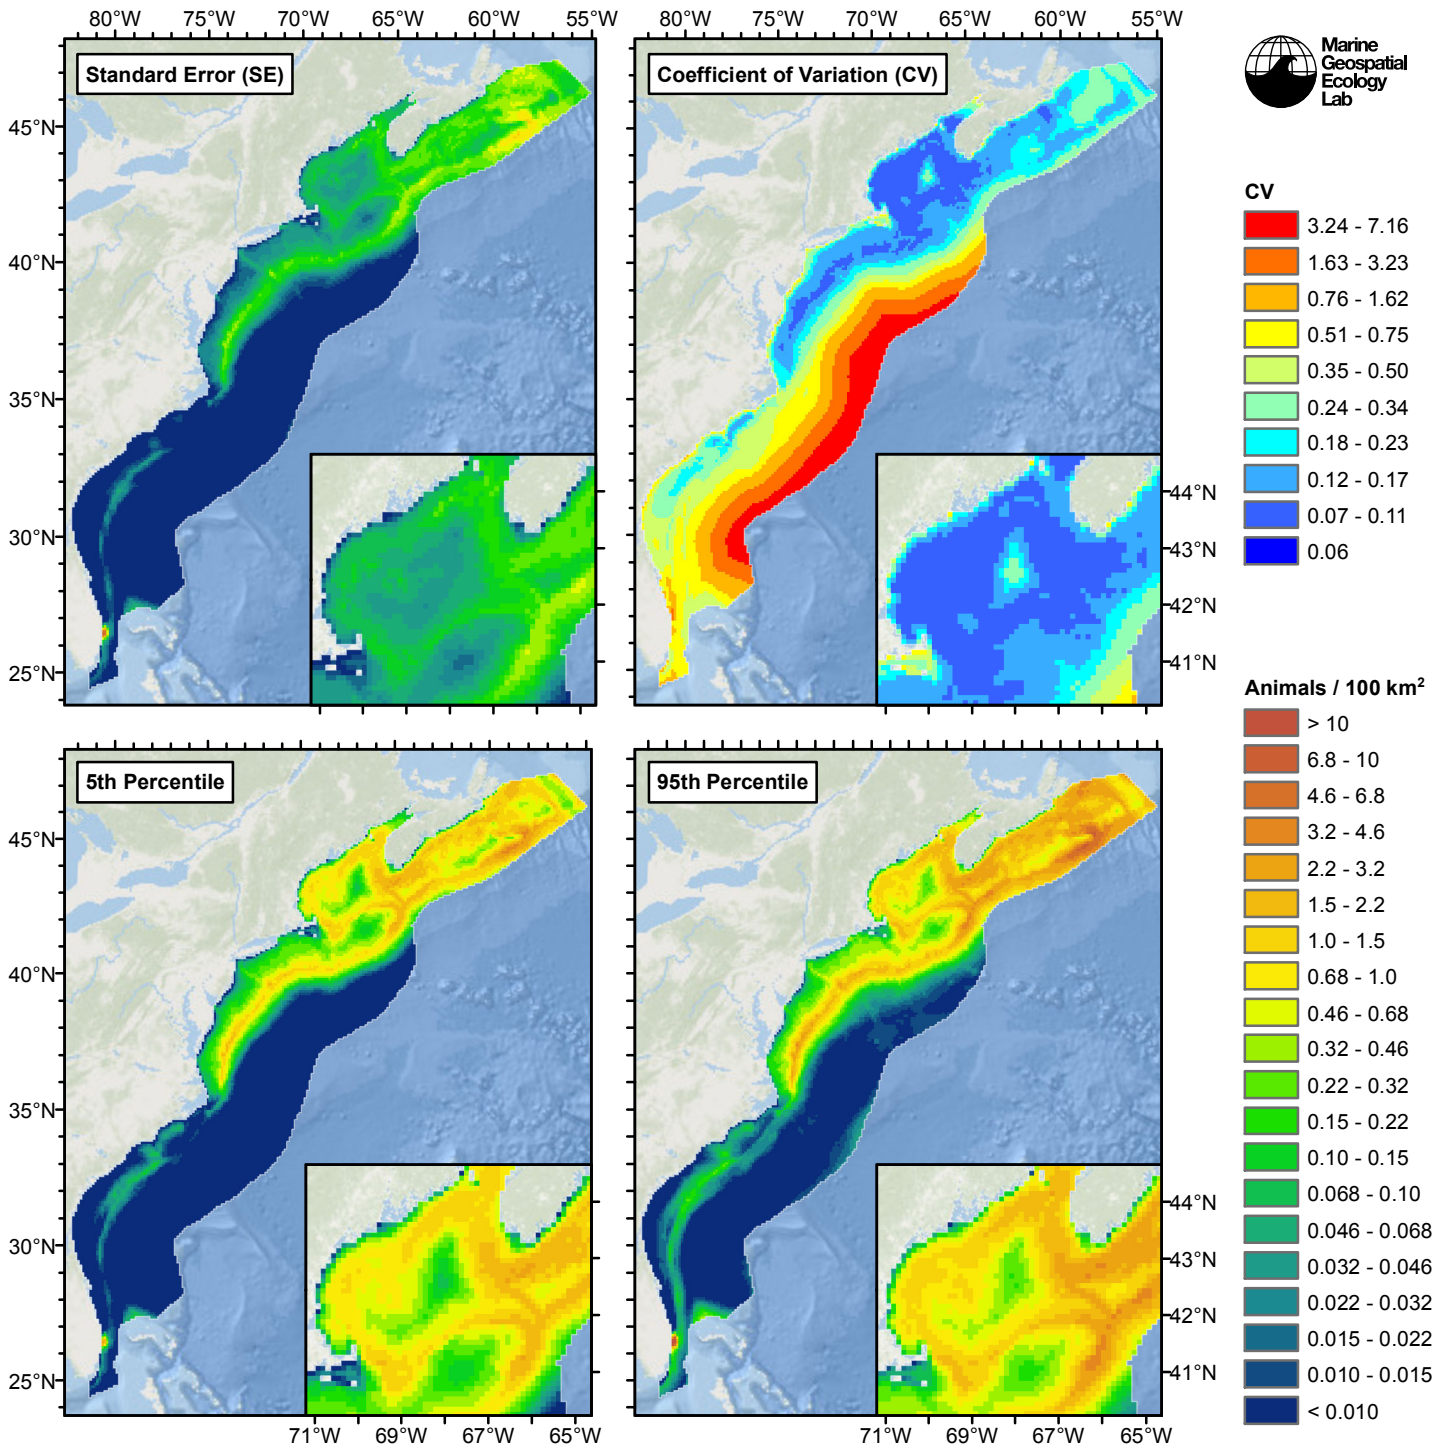 80°W 75°W 70°W 65°W 60°W 55°W
80°W 75°W 70°W 65°W 60°W 55°W
Standard Error (SE)
Coefficient of Variation (CV)
Marine
Geospatial
Ecology
Lab
45°N
40°N
35°N
30°N
25°N
44°N
43°N
42°N
41°N
CV
3.24 - 7.16
1.63 - 3.23
0.76 - 1.62
0.51 - 0.75
0.35 - 0.50
0.24 - 0.34
0.18 - 0.23
0.12 - 0.17
0.07 - 0.11
0.06
5th Percentile
95th Percentile
45°N
40°N
35°N
30°N
25°N
44°N
43°N
42°N
41°N
71°W 69°W 67°W 65°W
71°W 69°W 67°W 65°W
Animals / 100 km²
> 10
6.8 - 10
4.6 - 6.8
3.2 - 4.6
2.2 - 3.2
1.5 - 2.2
1.0 - 1.5
0.68 - 1.0
0.46 - 0.68
0.32 - 0.46
0.22 - 0.32
0.15 - 0.22
0.10 - 0.15
0.068 - 0.10
0.046 - 0.068
0.032 - 0.046
0.022 - 0.032
0.015 - 0.022
0.010 - 0.015
< 0.010